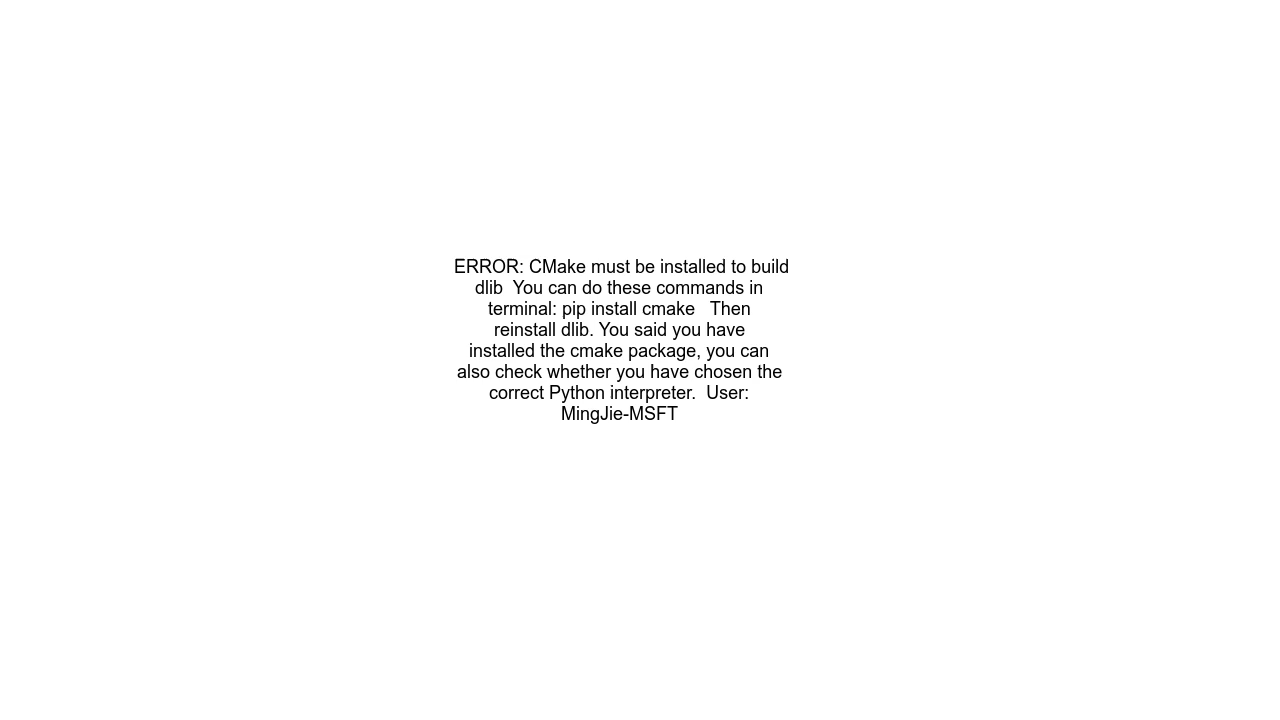 ERROR: CMake must be installed to build
dlib  You can do these commands in
terminal: pip install cmake   Then
reinstall dlib. You said you have
installed the cmake package, you can
also check whether you have chosen the
correct Python interpreter.  User:
MingJie-MSFT